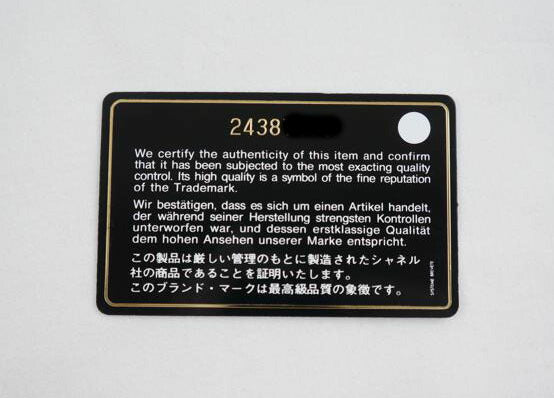 2438
We certify the authenticity of this item and confirm
that it has been subjected to the most exacting quality
control. Its high quality is a symbol of the fine reputation
of the Trademark.
Wir bestätigen, dass es sich um einen Artikel handelt,
der während seiner Herstellung strengsten Kontrollen
unterworfen war, und dessen erstklassige Qualität
dem hohen Ansehen unserer Marke entspricht.
この製品は厳しい管理のもとに製造されたシャネル
社の商品であることを証明いたします。
このブランド・マークは最高級品質の象徴です。